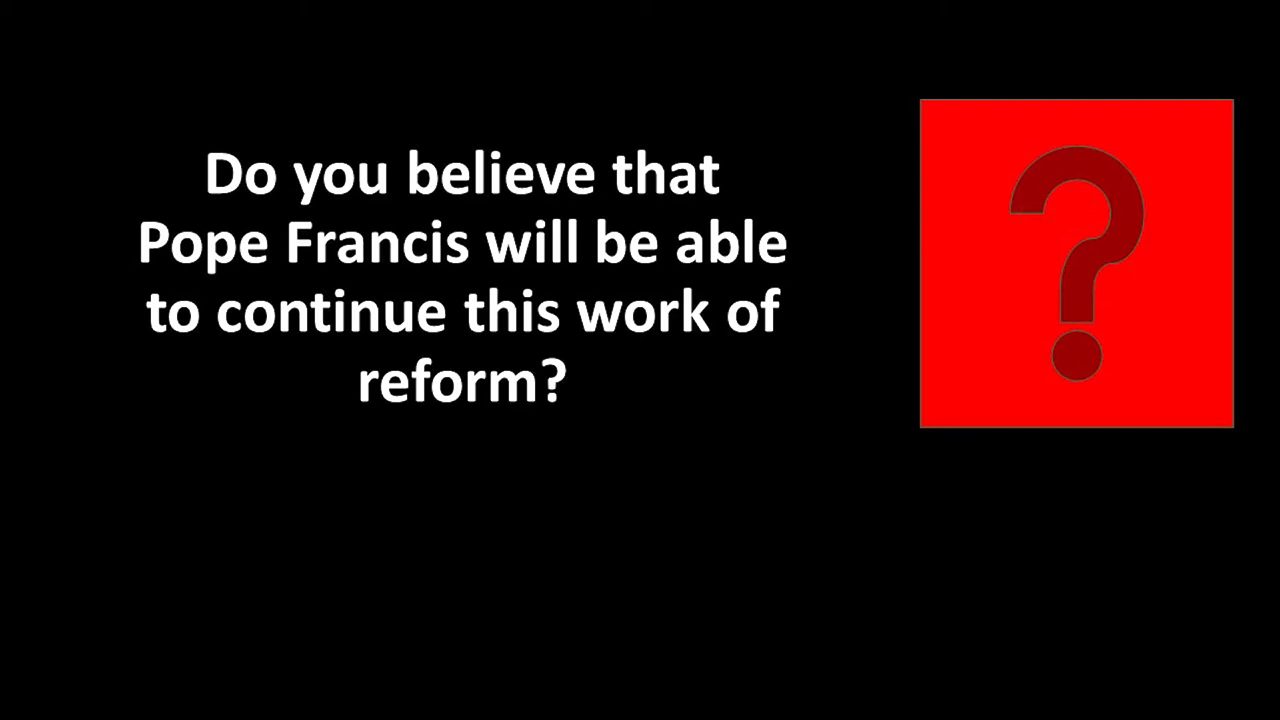 Do you believe that
Pope Francis will be able
to continue this work of
reform?
?